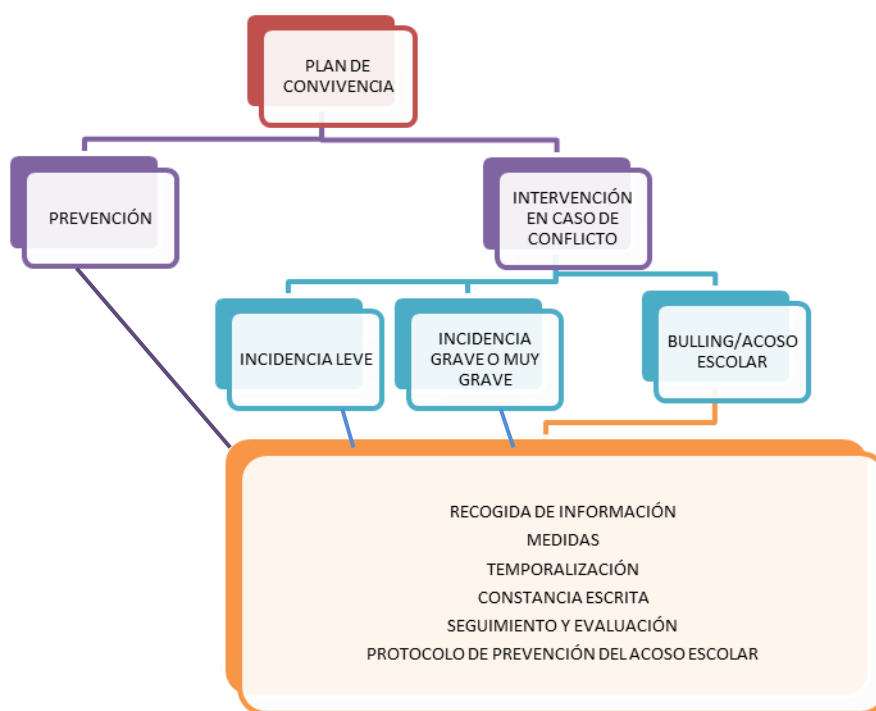 PLAN DE
CONVIVENCIA
PREVENCIÓN
INTERVENCIÓN
EN CASO DE
CONFLICTO
INCIDENCIA LEVE
INCIDENCIA
GRAVE O MUY
GRAVE
BULLING/ACOSO
ESCOLAR
RECOGIDA DE INFORMACIÓN
MEDIDAS
TEMPORALIZACIÓN
CONSTANCIA ESCRITA
SEGUIMIENTO Y EVALUACIÓN
PROTOCOLO DE PREVENCIÓN DEL ACOSO ESCOLAR